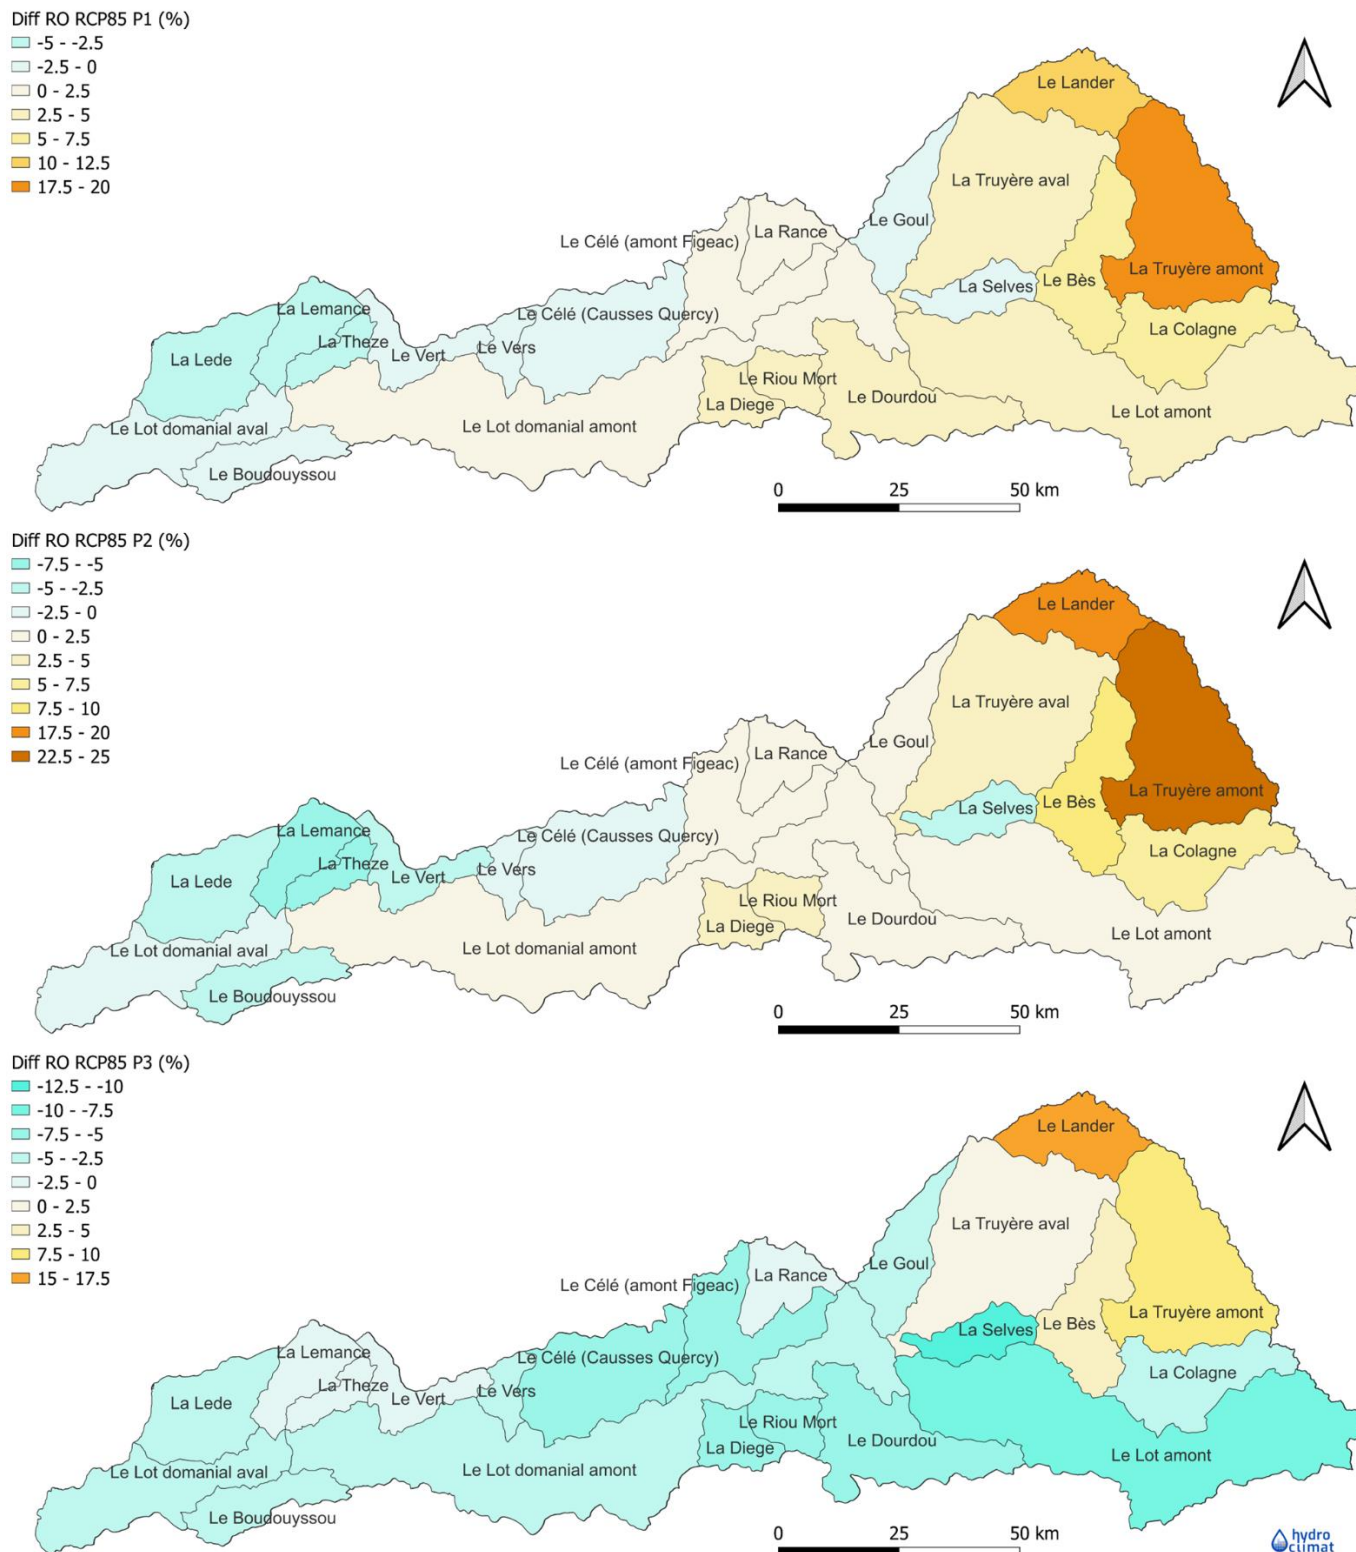 Diff RO RCP85 P1 (%)
-5 - -2.5
-2.5 - 0
0 - 2.5
2.5 - 5
5 - 7.5
10 - 12.5
17.5 - 20
Le Lander
La Truyère aval
La Rance
Le Goul
Le Célé (amont Figeac)
La Truyère amont
Le Bès
La Selves
La Lemance
Le Célé (Causses Quercy)
La Colagne
La Theze
Le Vers
Le Vert
La Lede
Le Riou Mort
Le Dourdou
La Diege
Le Lot amont
Le Lot domanial aval
Le Lot domanial amont
Le Boudouyssou
0 25 50 km
Diff RO RCP85 P2 (%)
-7.5 - -5
-5 - -2.5
-2.5 - 0
0 - 2.5
2.5 - 5
5 - 7.5
7.5 - 10
17.5 - 20
22.5 - 25
Le Lander
La Truyère aval
La Rance
Le Goul
Le Célé (amont Figeac)
La Truyère amont
Le Bès
La Selves
La Lemance
Le Célé (Causses Quercy)
La Colagne
La Theze
Le Vers
Le Vert
La Lede
Le Riou Mort
Le Dourdou
La Diege
Le Lot amont
Le Lot domanial aval
Le Lot domanial amont
Le Boudouyssou
0 25 50 km
Diff RO RCP85 P3 (%)
-12.5 - -10
-10 - -7.5
-7.5 - -5
-5 - -2.5
-2.5 - 0
0 - 2.5
2.5 - 5
7.5 - 10
15 - 17.5
Le Lander
La Truyère aval
La Rance
Le Goul
Le Célé (amont Figeac)
La Truyère amont
Le Bès
La Selves
La Lemance
Le Célé (Causses Quercy)
La Colagne
La Theze
Le Vers
Le Vert
La Lede
Le Riou Mort
Le Dourdou
La Diege
Le Lot amont
Le Lot domanial aval
Le Lot domanial amont
Le Boudouyssou
0 25 50 km
hydro
climat